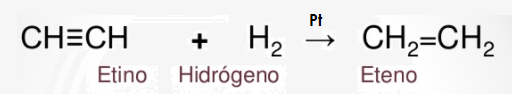 Pt
CH≡CH + H₂ → CH₂=CH₂
Etino Hidrógeno Eteno